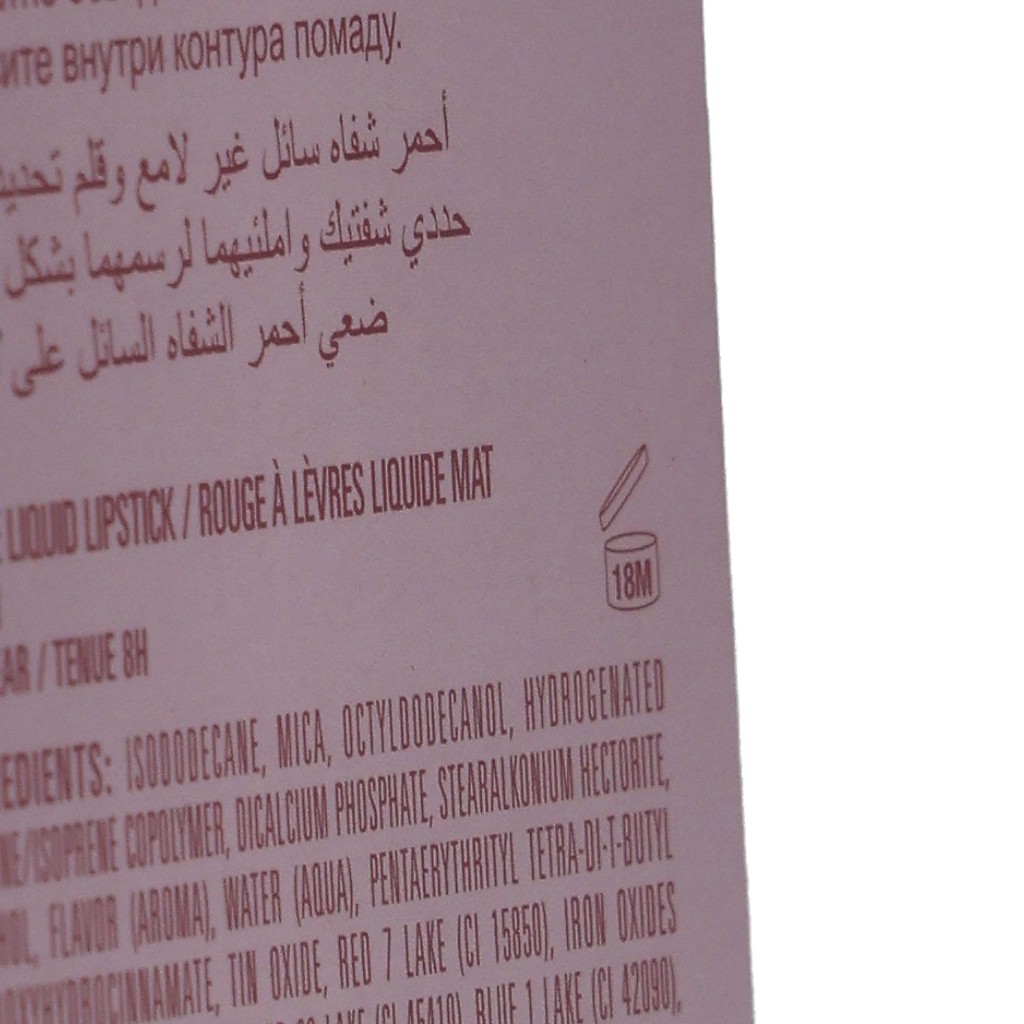 внутри контура помаду.
أحمر شفاه سائل غير لامع وقلم
حددي شفتيك واملئيهما لرسمهما بشكل
ضعي أحمر الشفاه السائل على
LIQUID LIPSTICK / ROUGE À LÈVRES LIQUIDE MAT
18M
/ TENUE 8H
ISODODECANE, MICA, OCTYLDODECANOL, HYDROGENATED
COPOLYMER, DICALCIUM PHOSPHATE, STEARALKONIUM HECTORITE,
FLAVOR (AROMA), WATER (AQUA), PENTAERYTHRITYL TETRA-DI-T-BUTYL
TIN OXIDE, RED 7 LAKE (CI 15850), IRON OXIDES
LAKE (CI 45410), BLUE 1 LAKE (CI 42090),